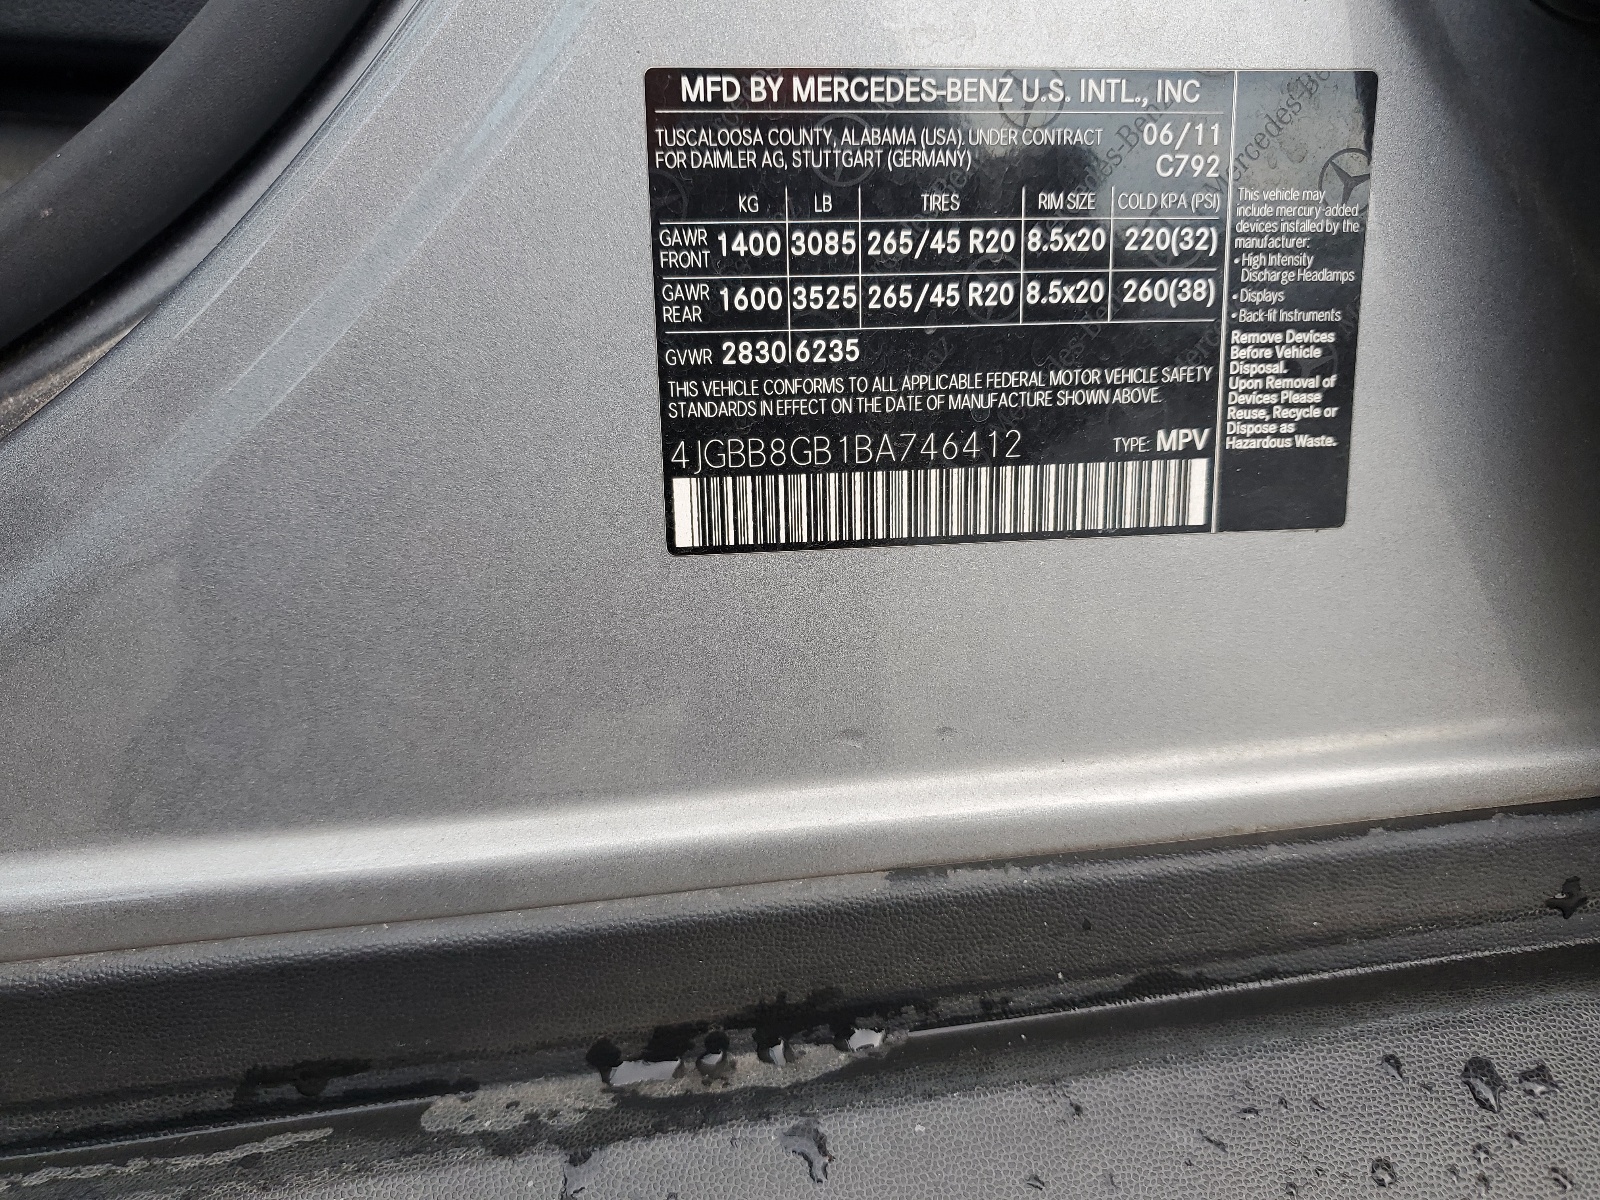 MFD BY MERCEDES-BENZ U.S. INTL., INC
TUSCALOOSA COUNTY, ALABAMA (USA), UNDER CONTRACT 06/11
FOR DAIMLER AG, STUTTGART (GERMANY) C792
KG LB TIRES RIM SIZE COLD KPA (PSI)
GAWR FRONT 1400 3085 265/45 R20 8.5x20 220(32)
GAWR REAR 1600 3525 265/45 R20 8.5x20 260(38)
GVWR 2830 6235
THIS VEHICLE CONFORMS TO ALL APPLICABLE FEDERAL MOTOR VEHICLE SAFETY
STANDARDS IN EFFECT ON THE DATE OF MANUFACTURE SHOWN ABOVE.
4JGBB8GB1BA746412 TYPE: MPV
Mercedes-Benz
This vehicle may
include mercury-added
devices installed by the
manufacturer:
• High Intensity
Discharge Headlamps
• Displays
• Back-lit Instruments
Remove Devices
Before Vehicle
Disposal.
Upon Removal of
Devices Please
Reuse, Recycle or
Dispose as
Hazardous Waste.